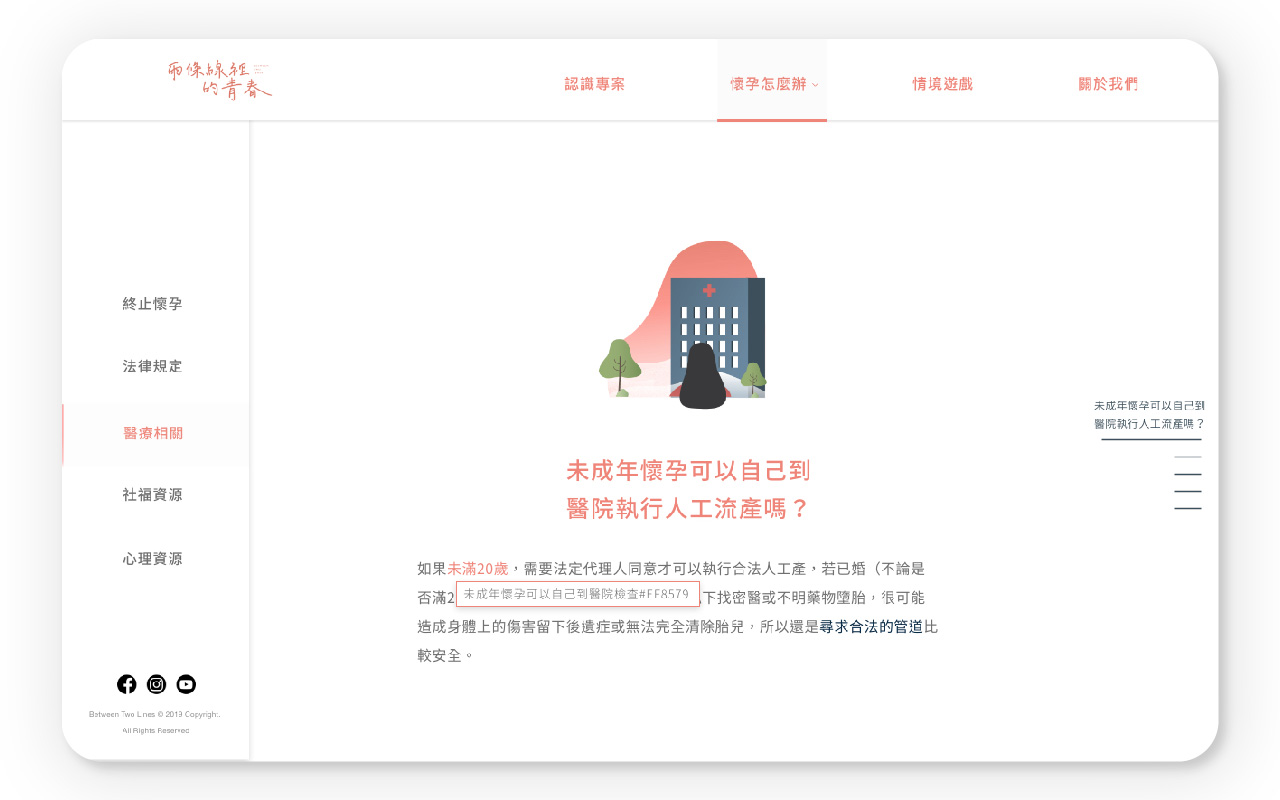 兩條線經
的青春
認識專案
懷孕怎麼辦
情境遊戲
關於我們
終止懷孕
法律規定
醫療相關
社福資源
心理資源
Between Two Lines © 2019 Copyright.
All Rights Reserved
未成年懷孕可以自己到
醫院執行人工流產嗎？
如果未滿20歲，需要法定代理人同意才可以執行合法人工產，若已婚（不論是
否滿2
未成年懷孕可以自己到醫院檢查#EF8579
下找密醫或不明藥物墮胎，很可能
造成身體上的傷害留下後遺症或無法完全清除胎兒，所以還是尋求合法的管道比
較安全。
未成年懷孕可以自己到
醫院執行人工流產嗎？